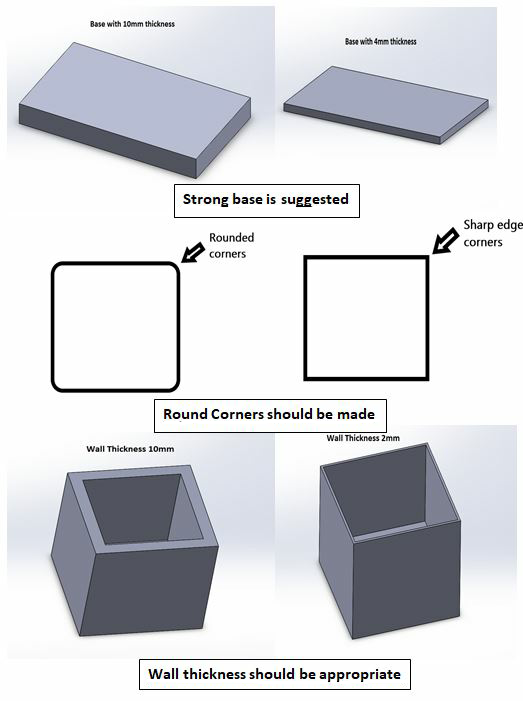 Base with 10mm thickness
Base with 4mm thickness
Strong base is suggested
Rounded
corners
Sharp edge
corners
Round Corners should be made
Wall Thickness 10mm
Wall Thickness 2mm
Wall thickness should be appropriate